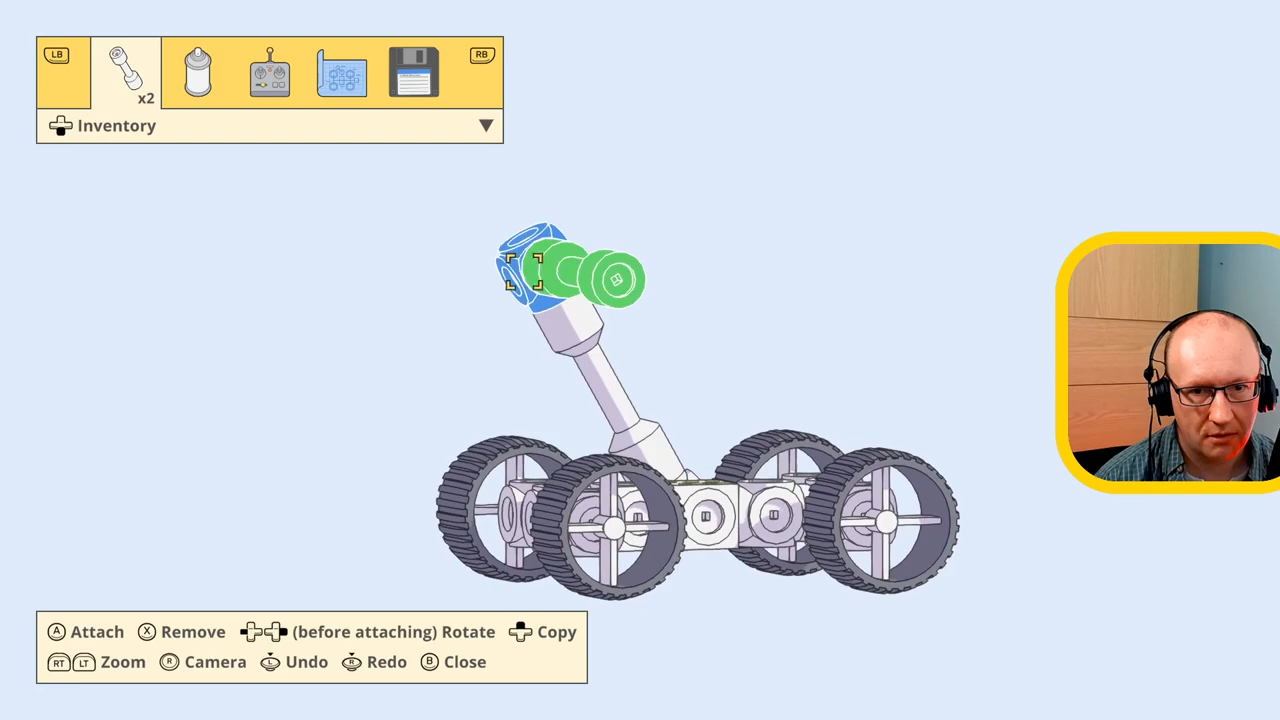 LB
x2
RB
Inventory
A Attach X Remove (before attaching) Rotate Copy
RT LT Zoom R Camera L Undo R Redo B Close